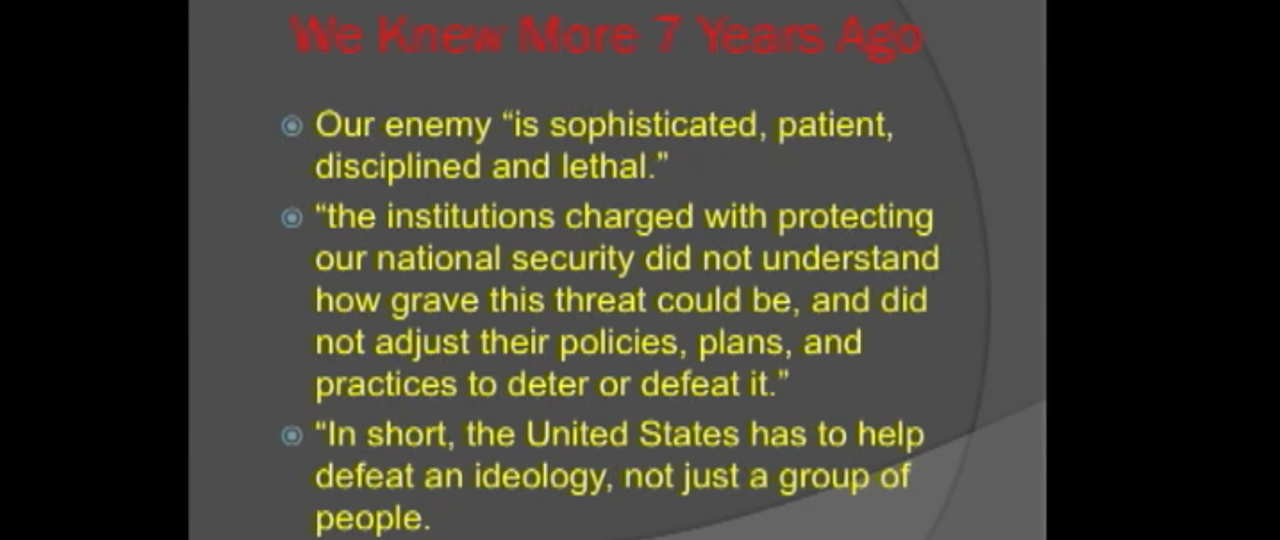 We Knew More 7 Years Ago
Our enemy “is sophisticated, patient,
disciplined and lethal.”
“the institutions charged with protecting
our national security did not understand
how grave this threat could be, and did
not adjust their policies, plans, and
practices to deter or defeat it.”
“In short, the United States has to help
defeat an ideology, not just a group of
people.